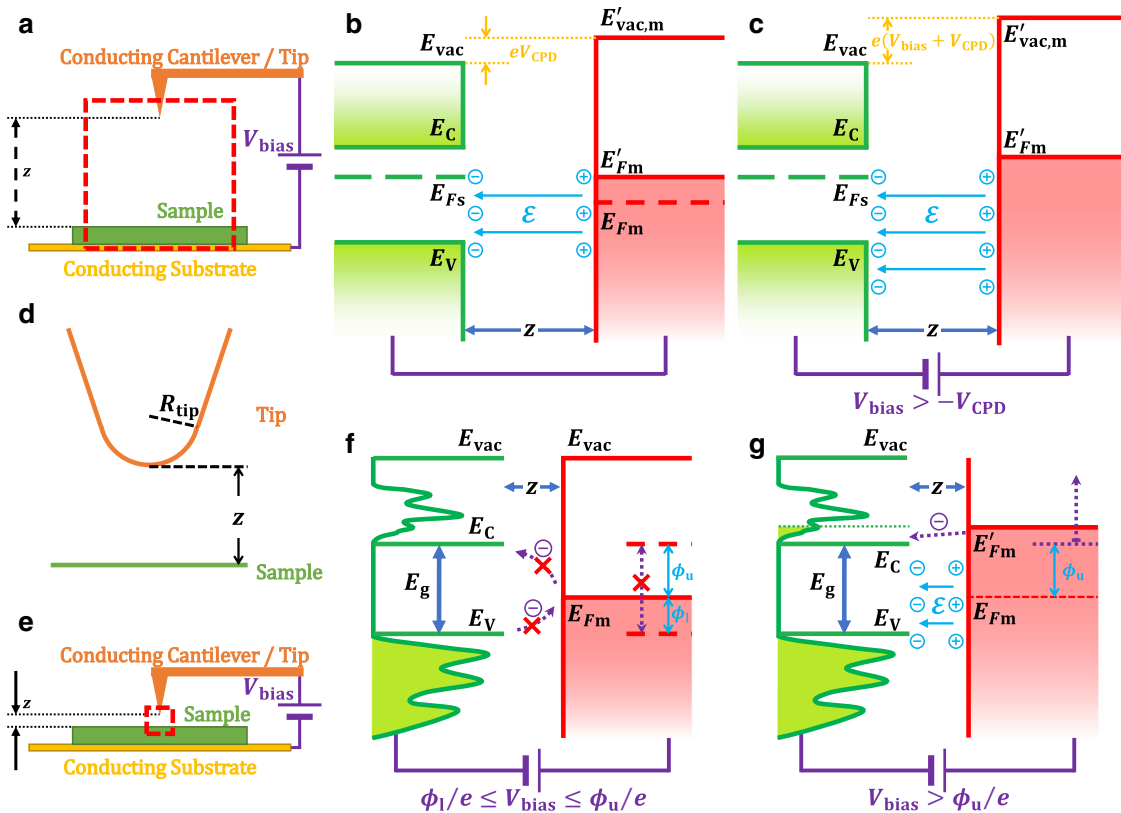 a
Conducting Cantilever / Tip
V_bias
z
Sample
Conducting Substrate
b
E_vac
E′_vac,m
eV_CPD
E_C
E_Fs
E′_Fm
ℰ
E_Fm
E_V
z
c
E_vac
E′_vac,m
e(V_bias + V_CPD)
E_C
E′_Fm
E_Fs
ℰ
E_V
z
V_bias > −V_CPD
d
R_tip
Tip
z
Sample
e
Conducting Cantilever / Tip
V_bias
z
Sample
Conducting Substrate
f
E_vac
E_vac
z
E_C
E_g
ϕ_u
E_V
E_Fm
ϕ_l
ϕ_l/e ≤ V_bias ≤ ϕ_u/e
g
E_vac
z
E_C
E′_Fm
E_g
ϕ_u
ℰ
E_Fm
E_V
V_bias > ϕ_u/e